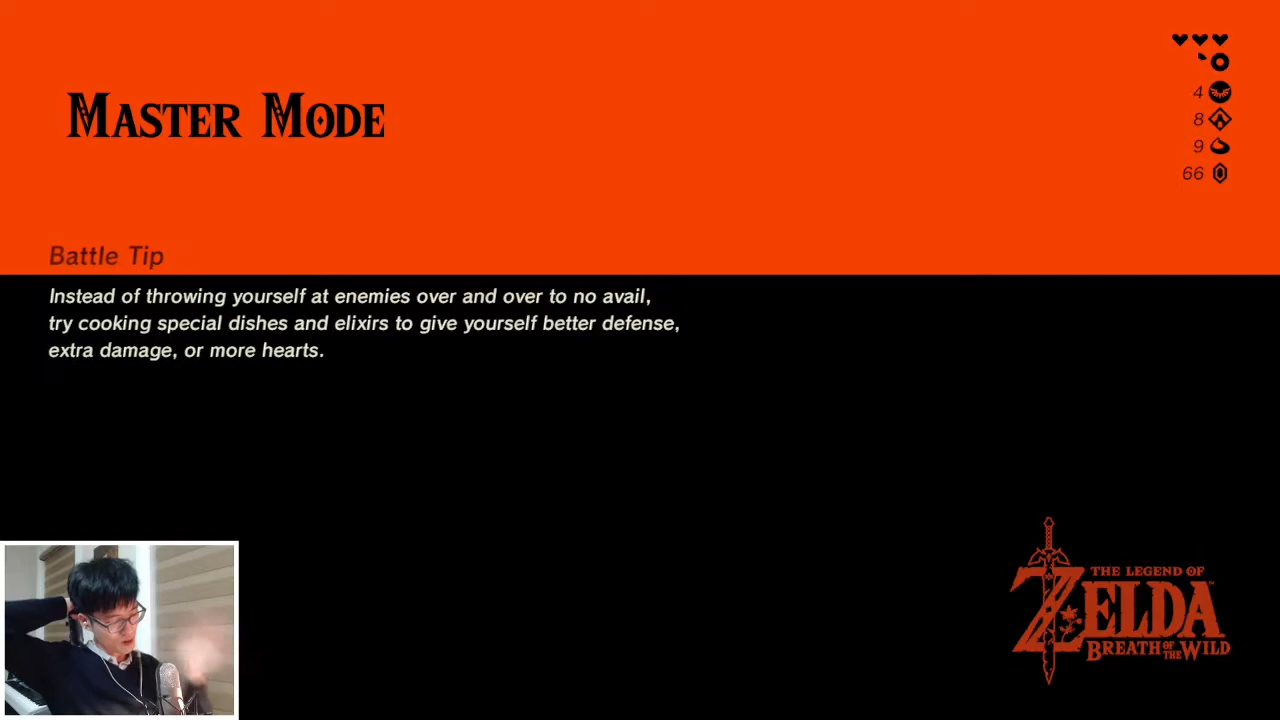 MASTER MODE
4
8
9
66
Battle Tip
Instead of throwing yourself at enemies over and over to no avail,
try cooking special dishes and elixirs to give yourself better defense,
extra damage, or more hearts.
THE LEGEND OF
ZELDA
BREATH OF THE WILD